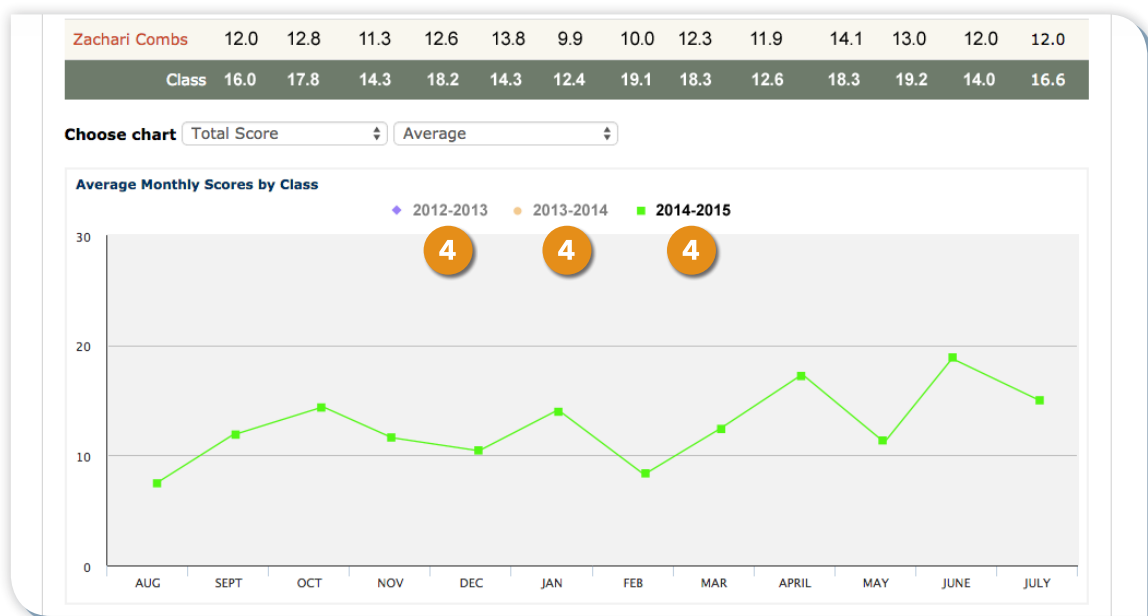 Zachari Combs 12.0 12.8 11.3 12.6 13.8 9.9 10.0 12.3 11.9 14.1 13.0 12.0 12.0
Class 16.0 17.8 14.3 18.2 14.3 12.4 19.1 18.3 12.6 18.3 19.2 14.0 16.6
Choose chart Total Score Average
Average Monthly Scores by Class
2012-2013 2013-2014 2014-2015
4 4 4
30
20
10
0
AUG SEPT OCT NOV DEC JAN FEB MAR APRIL MAY JUNE JULY